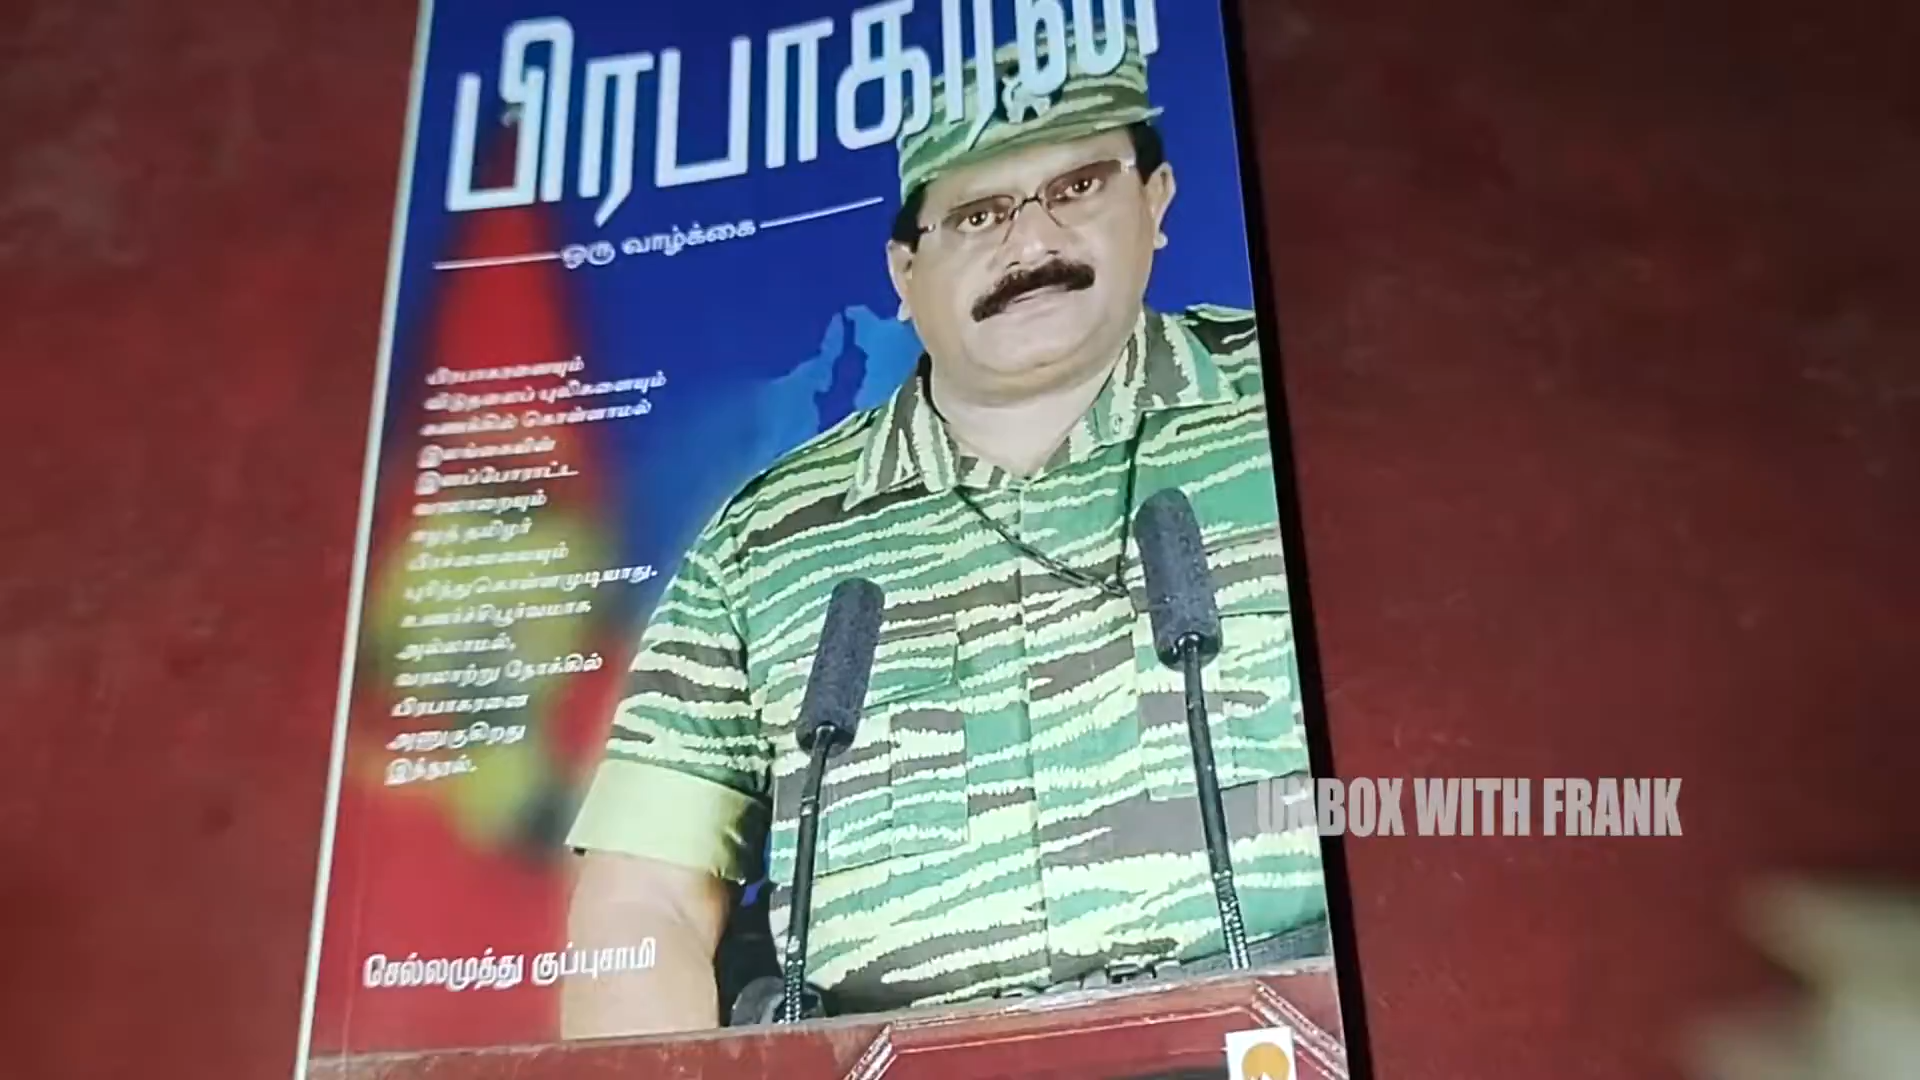 பிரபாகரன்
ஒரு வாழ்க்கை
பிரபாகரனையும்
விடுதலைப் புலிகளையும்
கணக்கில் கொள்ளாமல்
இலங்கையின்
இனப்போராட்ட
வரலாறையும்
ஈழத் தமிழர்
பிரச்னையையும்
புரிந்துகொள்ளமுடியாது.
உணர்ச்சிபூர்வமாக
அல்லாமல்,
வரலாற்று நோக்கில்
பிரபாகரனை
அணுகுகிறது
இந்நூல்.
செல்லமுத்து குப்புசாமி
UNBOX WITH FRANK